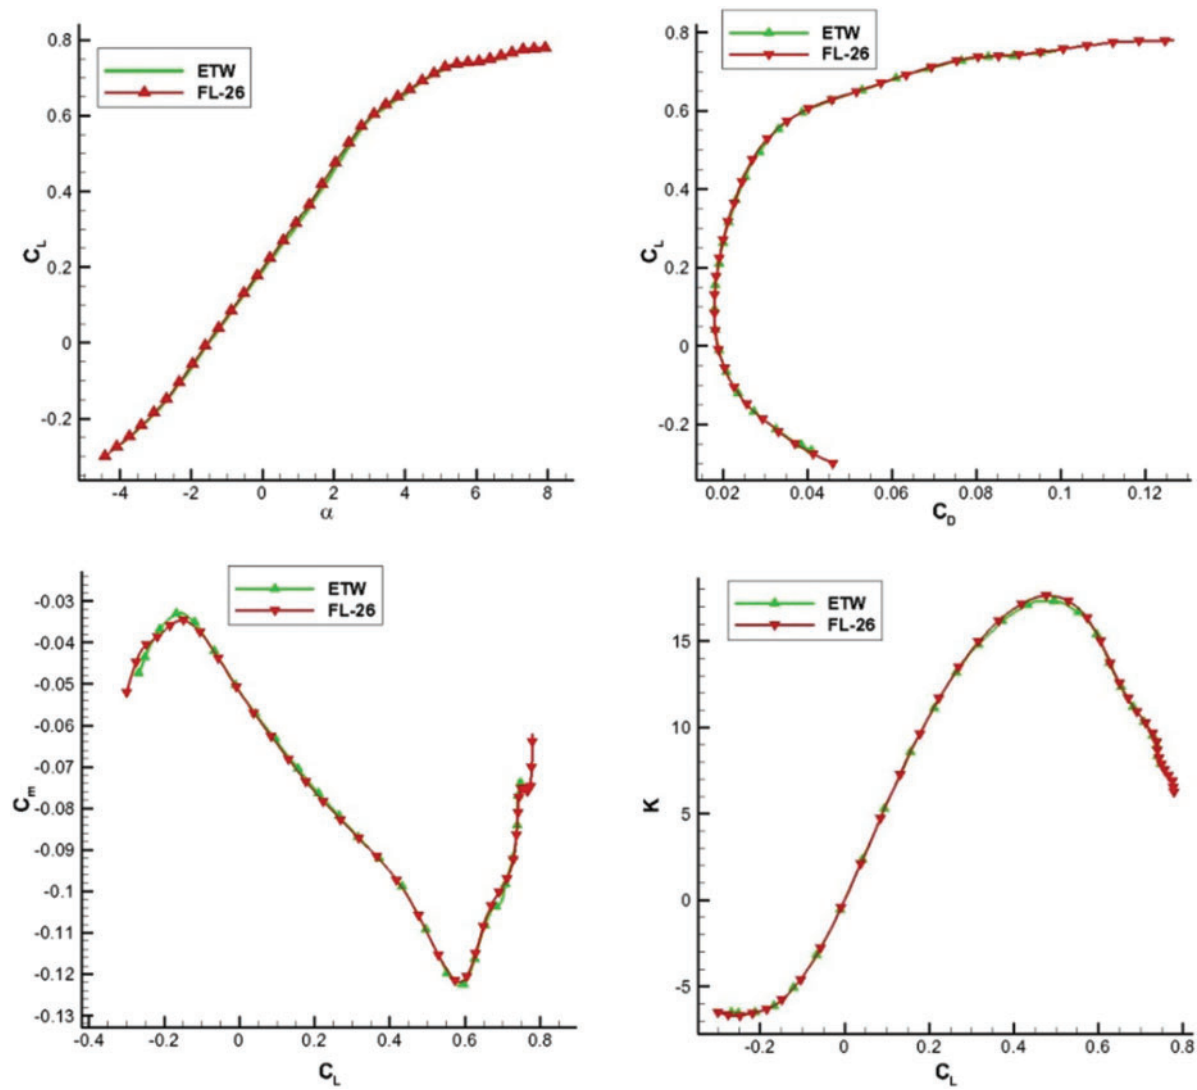 0.8
0.6
0.4
0.2
0
-0.2
C_L
ETW
FL-26
-4 -2 0 2 4 6 8
α
0.8
0.6
0.4
0.2
0
-0.2
C_L
ETW
FL-26
0.02 0.04 0.06 0.08 0.1 0.12
C_D
-0.03
-0.04
-0.05
-0.06
-0.07
-0.08
-0.09
-0.1
-0.11
-0.12
-0.13
C_m
ETW
FL-26
-0.4 -0.2 0 0.2 0.4 0.6 0.8
C_L
15
10
5
0
-5
K
ETW
FL-26
-0.2 0 0.2 0.4 0.6 0.8
C_L